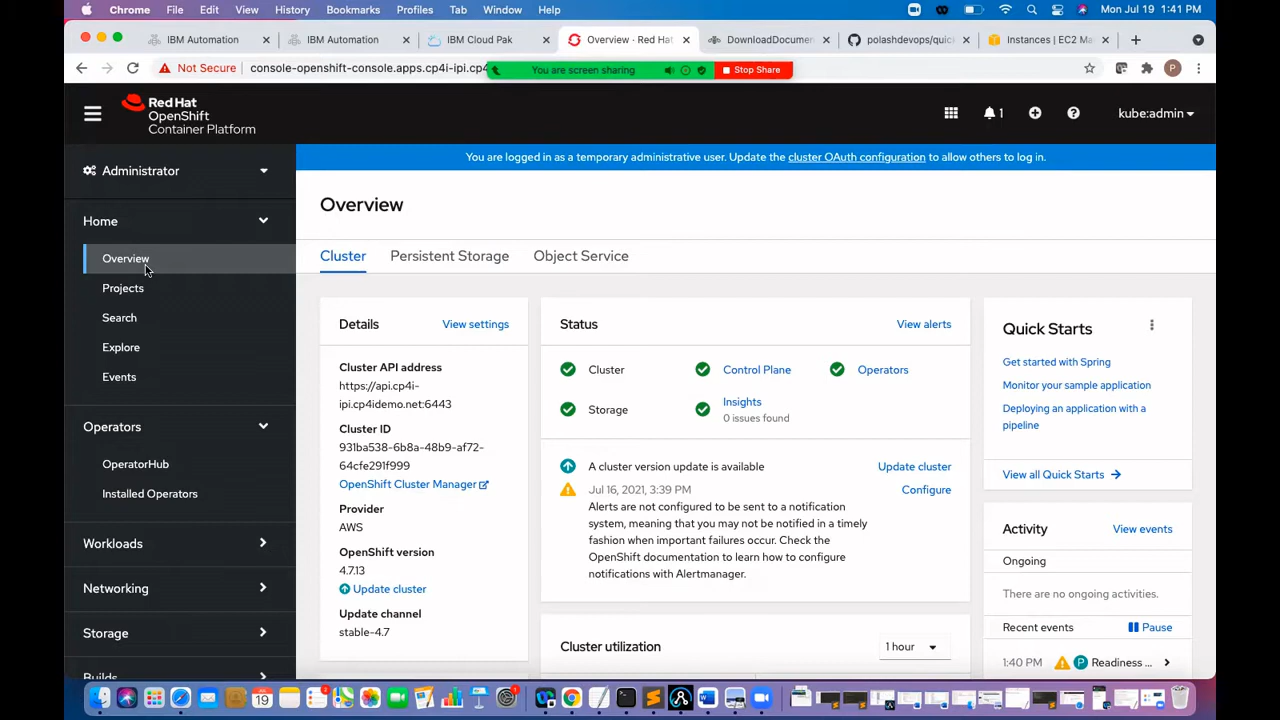 Chrome File Edit View History Bookmarks Profiles Tab Window Help Mon Jul 19 1:41 PM
IBM Automation IBM Automation IBM Cloud Pak Overview · Red Hat DownloadDocumen polashdevops/quick Instances | EC2 Ma
Not Secure console-openshift-console.apps.cp4i-ipi.cp4 You are screen sharing Stop Share P
Red Hat
OpenShift
Container Platform
1 kube:admin
You are logged in as a temporary administrative user. Update the cluster OAuth configuration to allow others to log in.
Administrator
Home
Overview
Projects
Search
Explore
Events
Operators
OperatorHub
Installed Operators
Workloads
Networking
Storage
Builds
Overview
Cluster Persistent Storage Object Service
Details View settings
Cluster API address
https://api.cp4i-
ipi.cp4idemo.net:6443
Cluster ID
931ba538-6b8a-48b9-af72-
64cfe291f999
OpenShift Cluster Manager
Provider
AWS
OpenShift version
4.7.13
Update cluster
Update channel
stable-4.7
Status View alerts
Cluster Control Plane Operators
Storage Insights
0 issues found
A cluster version update is available Update cluster
Jul 16, 2021, 3:39 PM Configure
Alerts are not configured to be sent to a notification
system, meaning that you may not be notified in a timely
fashion when important failures occur. Check the
OpenShift documentation to learn how to configure
notifications with Alertmanager.
Cluster utilization 1 hour
Quick Starts
Get started with Spring
Monitor your sample application
Deploying an application with a
pipeline
View all Quick Starts
Activity View events
Ongoing
There are no ongoing activities.
Recent events Pause
1:40 PM P Readiness ...